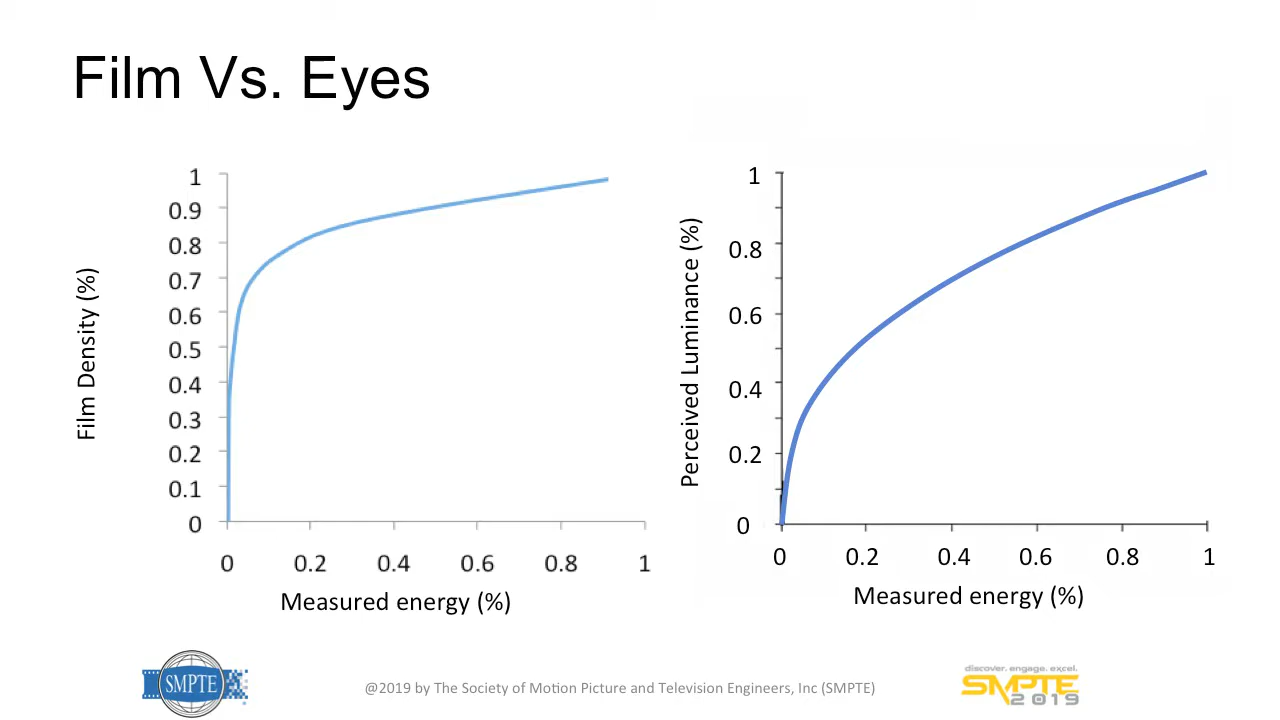 Film Vs. Eyes
Film Density (%)
1
0.9
0.8
0.7
0.6
0.5
0.4
0.3
0.2
0.1
0
0 0.2 0.4 0.6 0.8 1
Measured energy (%)
Perceived Luminance (%)
1
0.8
0.6
0.4
0.2
0
0 0.2 0.4 0.6 0.8 1
Measured energy (%)
SMPTE
@2019 by The Society of Motion Picture and Television Engineers, Inc (SMPTE)
discover. engage. excel.
SMPTE
2019